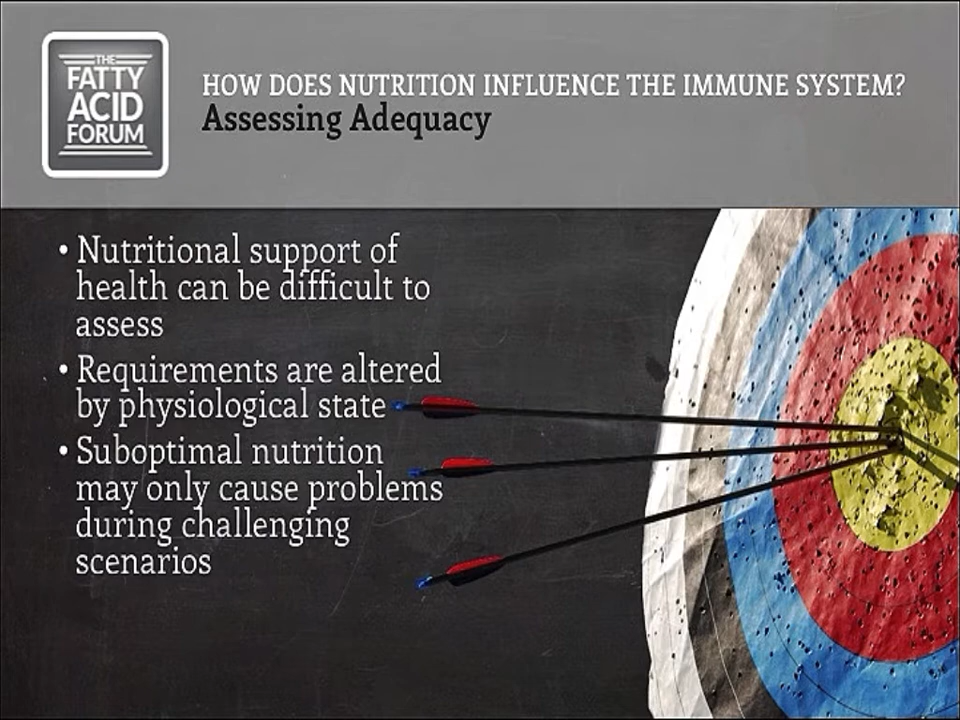 THE
FATTY
ACID
FORUM
HOW DOES NUTRITION INFLUENCE THE IMMUNE SYSTEM?
Assessing Adequacy
• Nutritional support of
health can be difficult to
assess
• Requirements are altered
by physiological state
• Suboptimal nutrition
may only cause problems
during challenging
scenarios